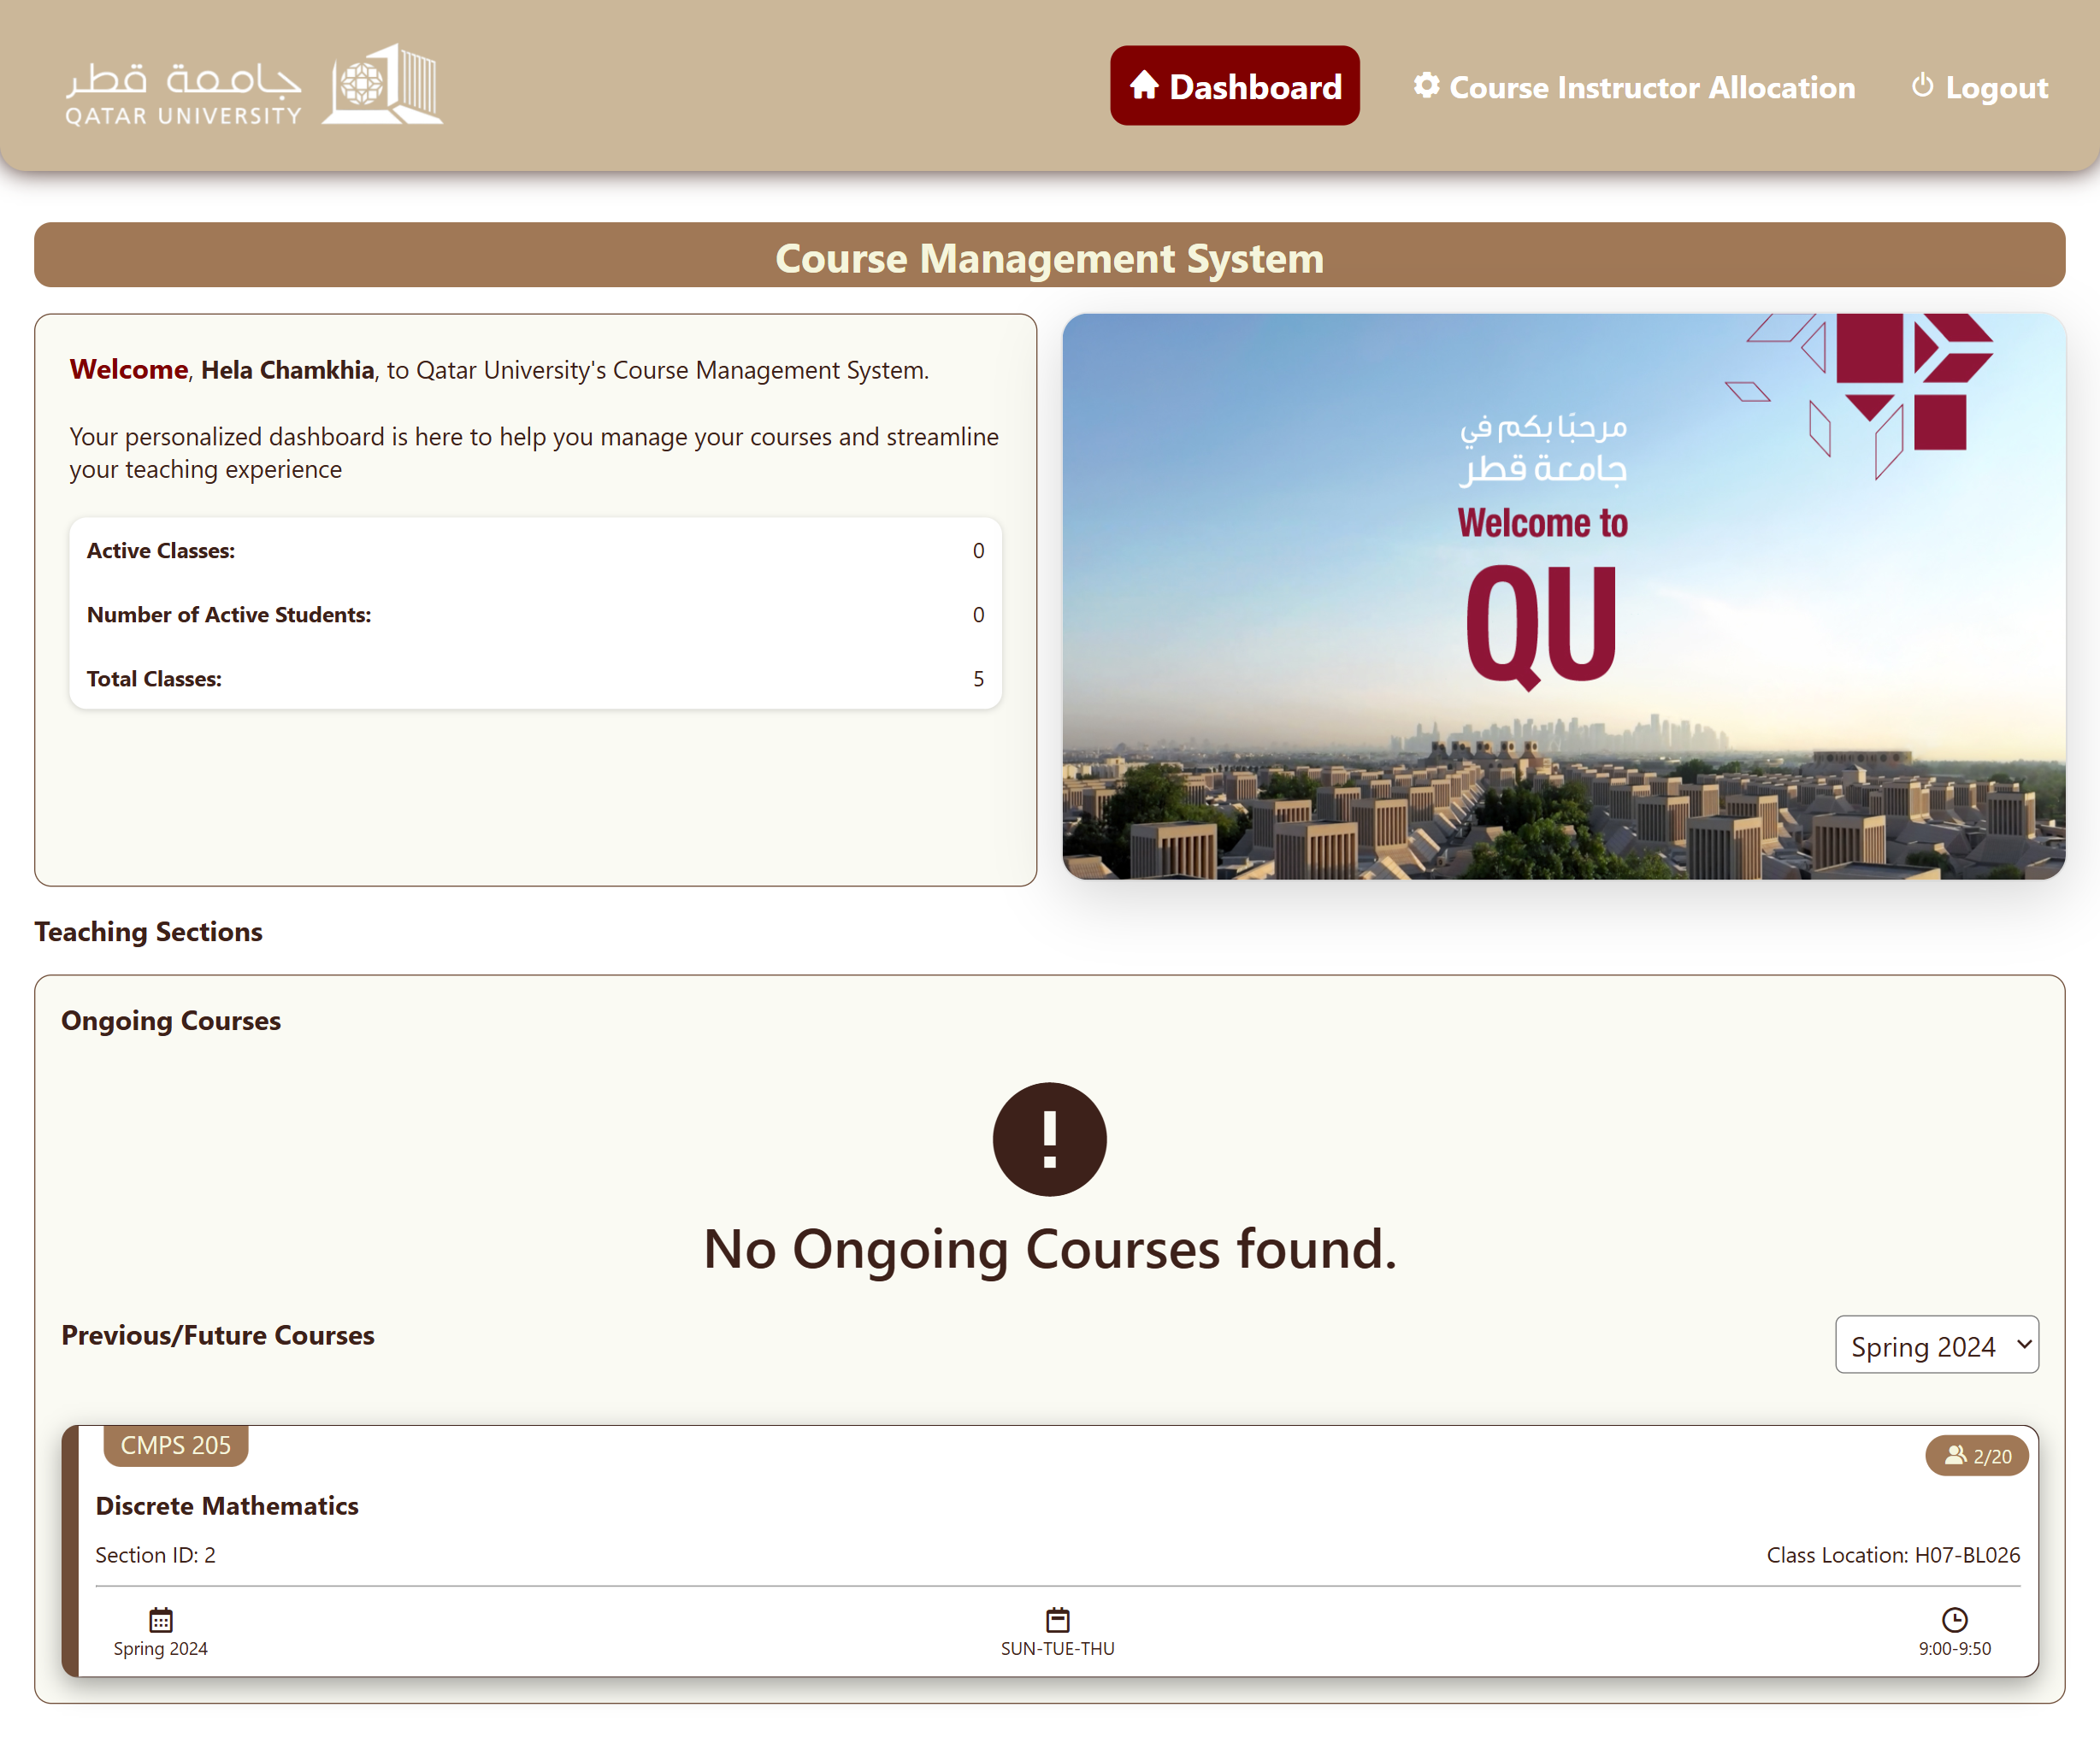 جامعة قطر
QATAR UNIVERSITY
Dashboard
Course Instructor Allocation
Logout
Course Management System
Welcome, Hela Chamkhia, to Qatar University's Course Management System.
Your personalized dashboard is here to help you manage your courses and streamline
your teaching experience
Active Classes: 0
Number of Active Students: 0
Total Classes: 5
مرحبًا بكم في
جامعة قطر
Welcome to
QU
Teaching Sections
Ongoing Courses
No Ongoing Courses found.
Previous/Future Courses
Spring 2024
CMPS 205
2/20
Discrete Mathematics
Section ID: 2
Class Location: H07-BL026
Spring 2024
SUN-TUE-THU
9:00-9:50